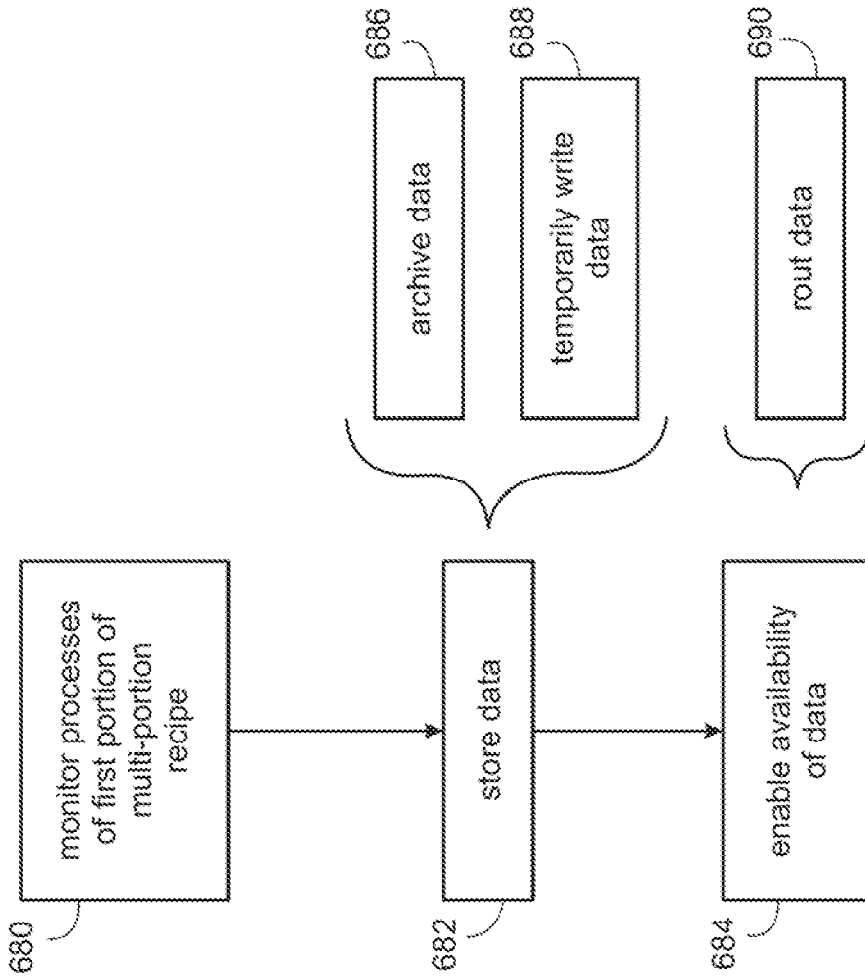 680
monitor processes
of first portion of
multi-portion
recipe
682
store data
686
archive data
688
temporarily write
data
684
enable availability
of data
690
rout data